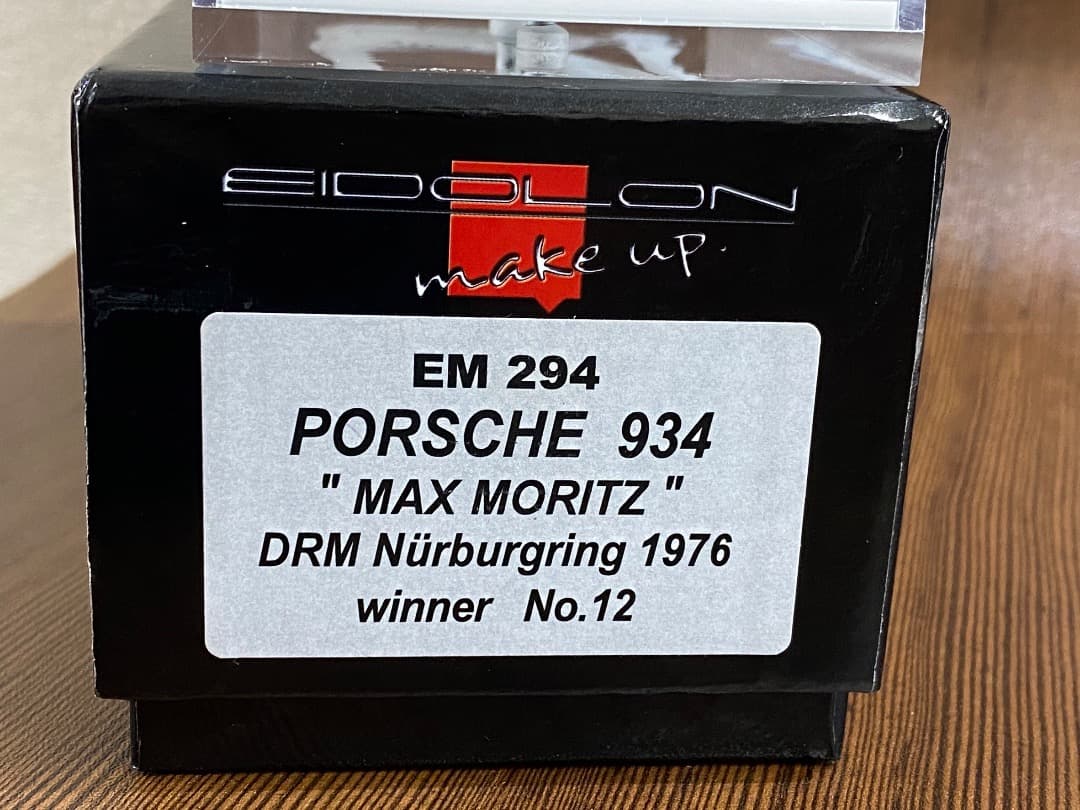 EIDOLON
make up.
EM 294
PORSCHE 934
" MAX MORITZ "
DRM Nürburgring 1976
winner No.12